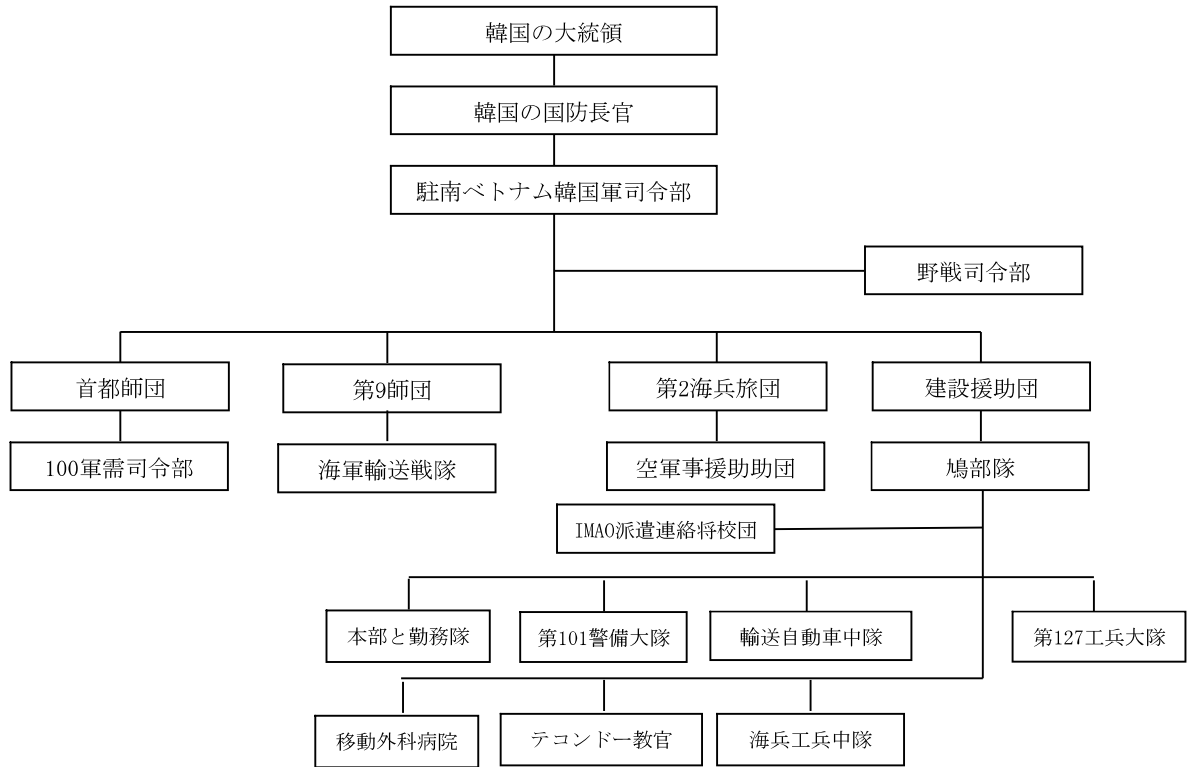 韓国の大統領
韓国の国防長官
駐南ベトナム韓国軍司令部
野戦司令部
首都師団
第9師団
第2海兵旅団
建設援助団
100軍需司令部
海軍輸送戦隊
空軍事援助助団
鳩部隊
IMAO派遣連絡将校団
本部と勤務隊
第101警備大隊
輸送自動車中隊
第127工兵大隊
移動外科病院
テコンドー教官
海兵工兵中隊